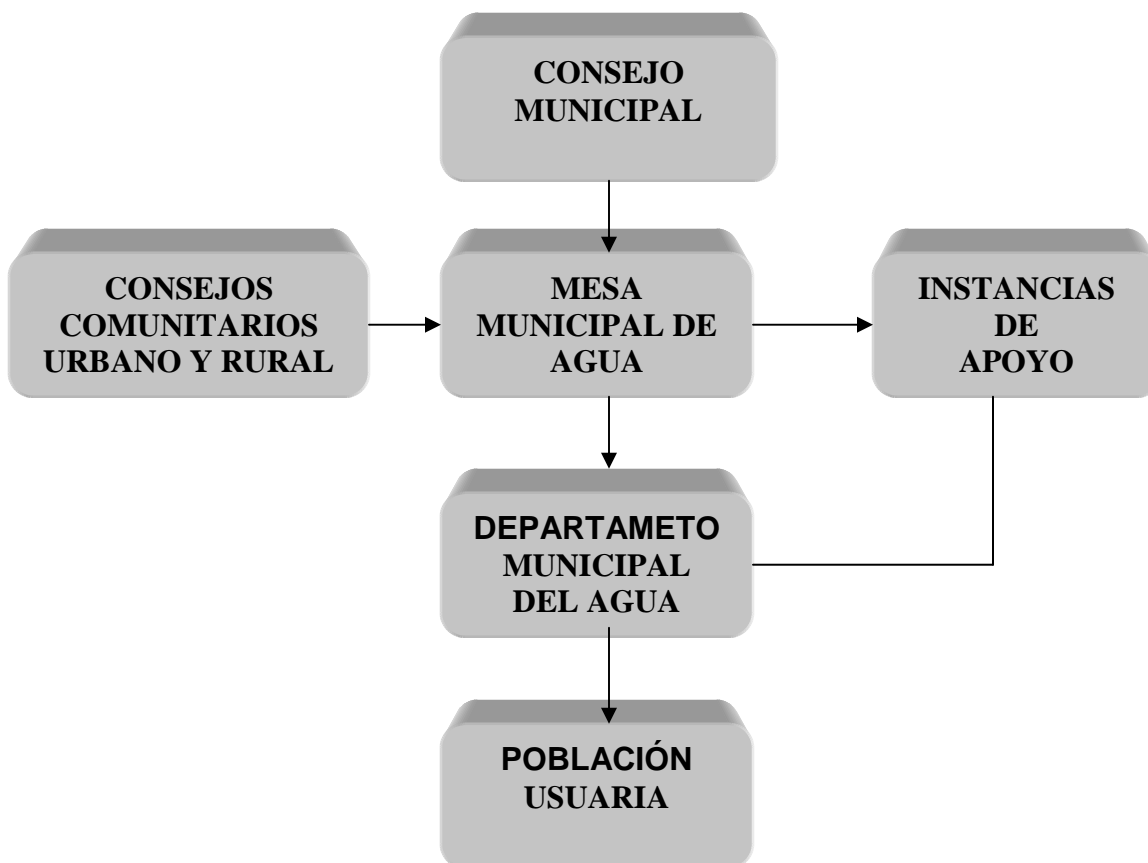 CONSEJO
MUNICIPAL
CONSEJOS
COMUNITARIOS
URBANO Y RURAL
MESA
MUNICIPAL DE
AGUA
INSTANCIAS
DE
APOYO
DEPARTAMETO
MUNICIPAL
DEL AGUA
POBLACIÓN
USUARIA